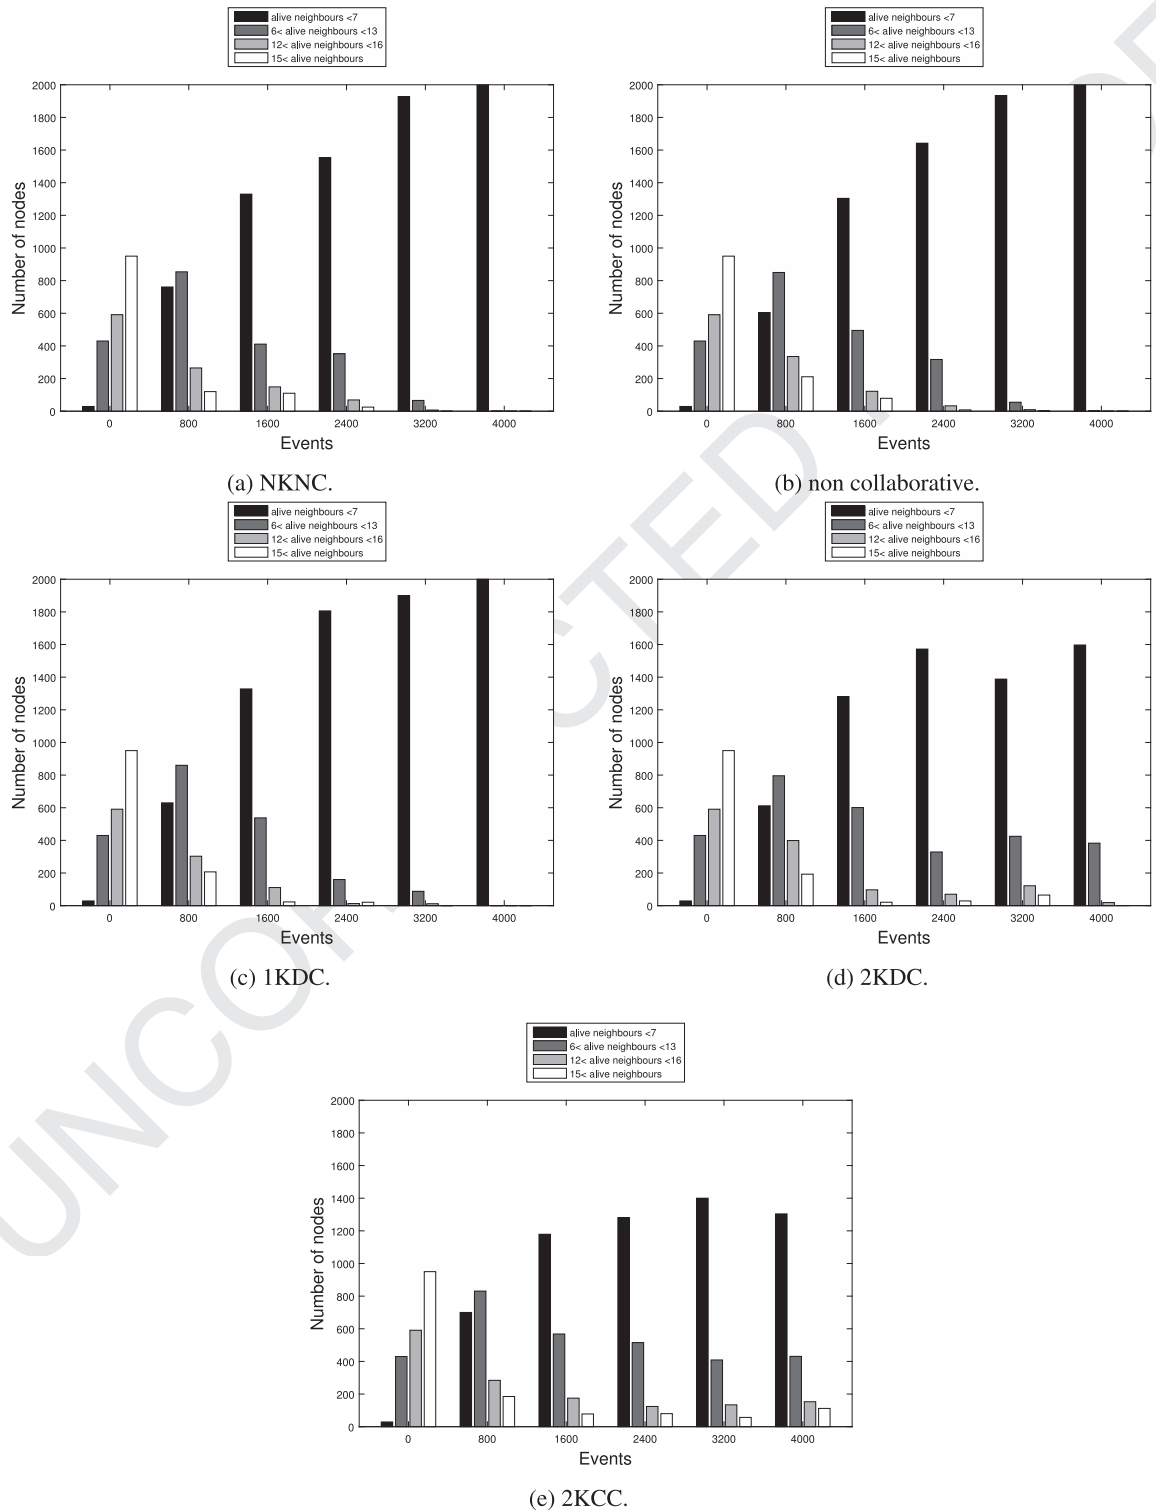 alive neighbours <7
6< alive neighbours <13
12< alive neighbours <16
15< alive neighbours
2000
1800
1600
1400
1200
1000
800
600
400
200
0
Number of nodes
0 800 1600 2400 3200 4000
Events
(a) NKNC.
alive neighbours <7
6< alive neighbours <13
12< alive neighbours <16
15< alive neighbours
2000
1800
1600
1400
1200
1000
800
600
400
200
0
Number of nodes
0 800 1600 2400 3200 4000
Events
(b) non collaborative.
alive neighbours <7
6< alive neighbours <13
12< alive neighbours <16
15< alive neighbours
2000
1800
1600
1400
1200
1000
800
600
400
200
0
Number of nodes
0 800 1600 2400 3200 4000
Events
(c) 1KDC.
alive neighbours <7
6< alive neighbours <13
12< alive neighbours <16
15< alive neighbours
2000
1800
1600
1400
1200
1000
800
600
400
200
0
Number of nodes
0 800 1600 2400 3200 4000
Events
(d) 2KDC.
alive neighbours <7
6< alive neighbours <13
12< alive neighbours <16
15< alive neighbours
2000
1800
1600
1400
1200
1000
800
600
400
200
0
Number of nodes
0 800 1600 2400 3200 4000
Events
(e) 2KCC.